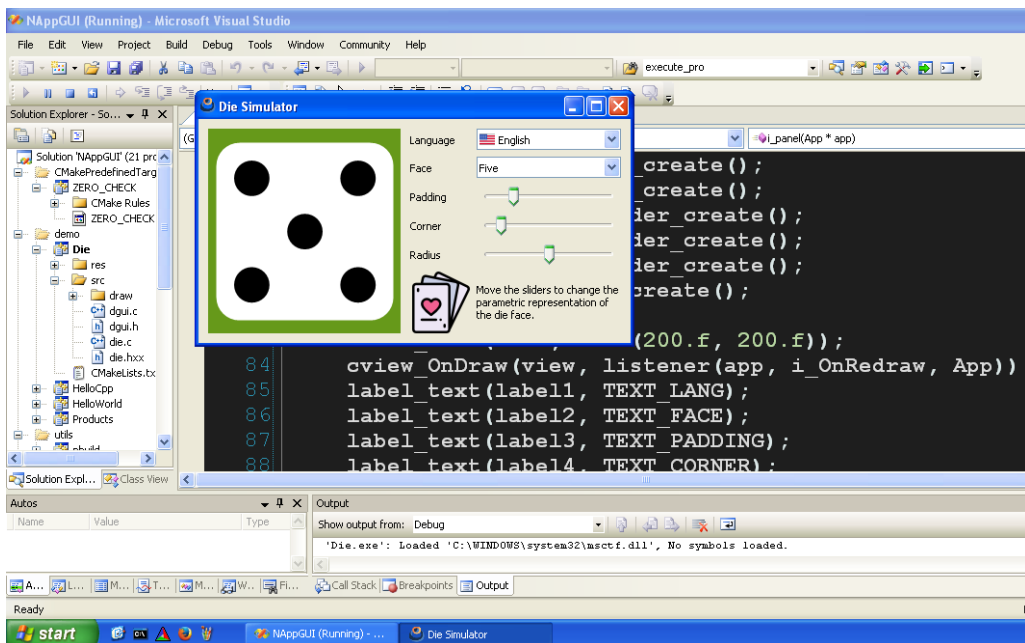 NAppGUI (Running) - Microsoft Visual Studio
File Edit View Project Build Debug Tools Window Community Help
execute_pro
Solution Explorer - So...
Solution 'NAppGUI' (21 prc
CMakePredefinedTarg
ZERO_CHECK
CMake Rules
ZERO_CHECK
demo
Die
res
src
draw
dgui.c
dgui.h
die.c
die.hxx
CMakeLists.tx
HelloCpp
HelloWorld
Products
utils
Solution Expl... Class View
Die Simulator
Language English
Face Five
Padding
Corner
Radius
Move the sliders to change the
parametric representation of
the die face.
(G
i_panel(App * app)
_create();
_create();
der_create();
der_create();
der_create();
create();
(200.f, 200.f));
84 cview_OnDraw(view, listener(app, i_OnRedraw, App))
85 label_text(label1, TEXT_LANG);
86 label_text(label2, TEXT_FACE);
87 label_text(label3, TEXT_PADDING);
88 label_text(label4, TEXT_CORNER);
Autos
Name Value Type
Output
Show output from: Debug
'Die.exe': Loaded 'C:\WINDOWS\system32\msctf.dll', No symbols loaded.
A... L... M... T... M... W... Fi... Call Stack Breakpoints Output
Ready
start NAppGUI (Running) - ... Die Simulator